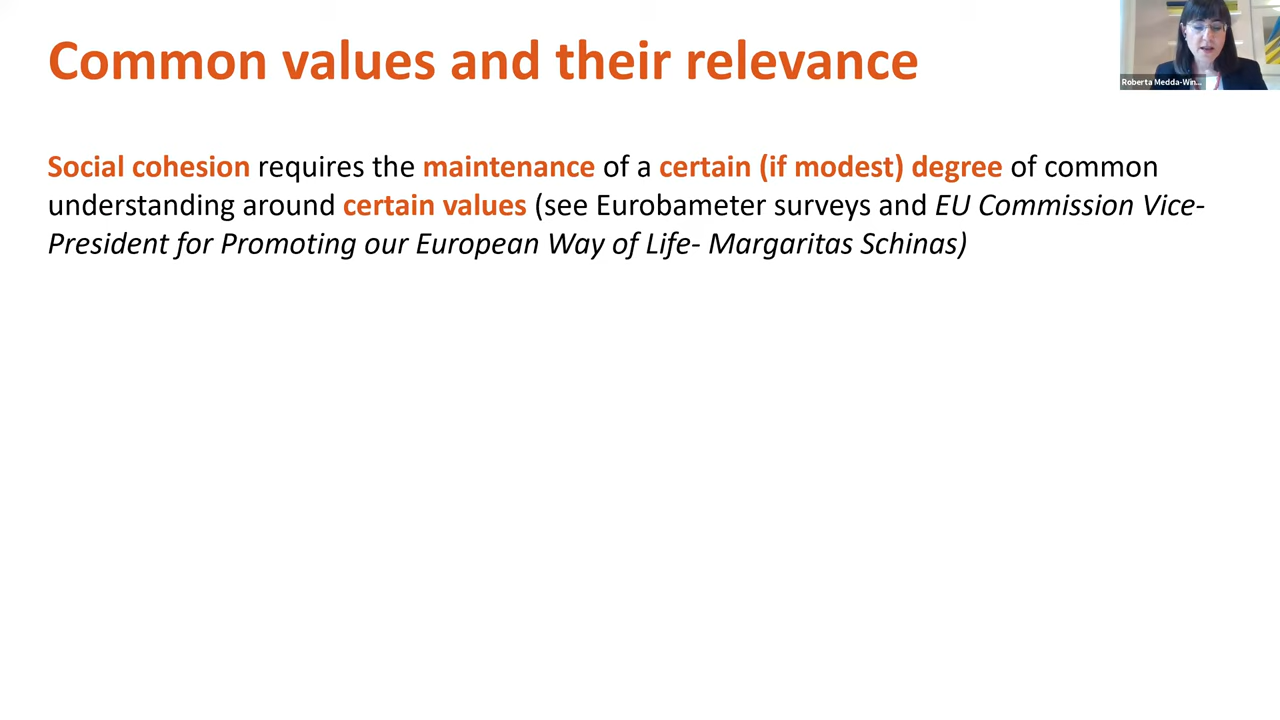 Common values and their relevance
Roberta Medda-Win...
Social cohesion requires the maintenance of a certain (if modest) degree of common
understanding around certain values (see Eurobameter surveys and EU Commission Vice-
President for Promoting our European Way of Life- Margaritas Schinas)